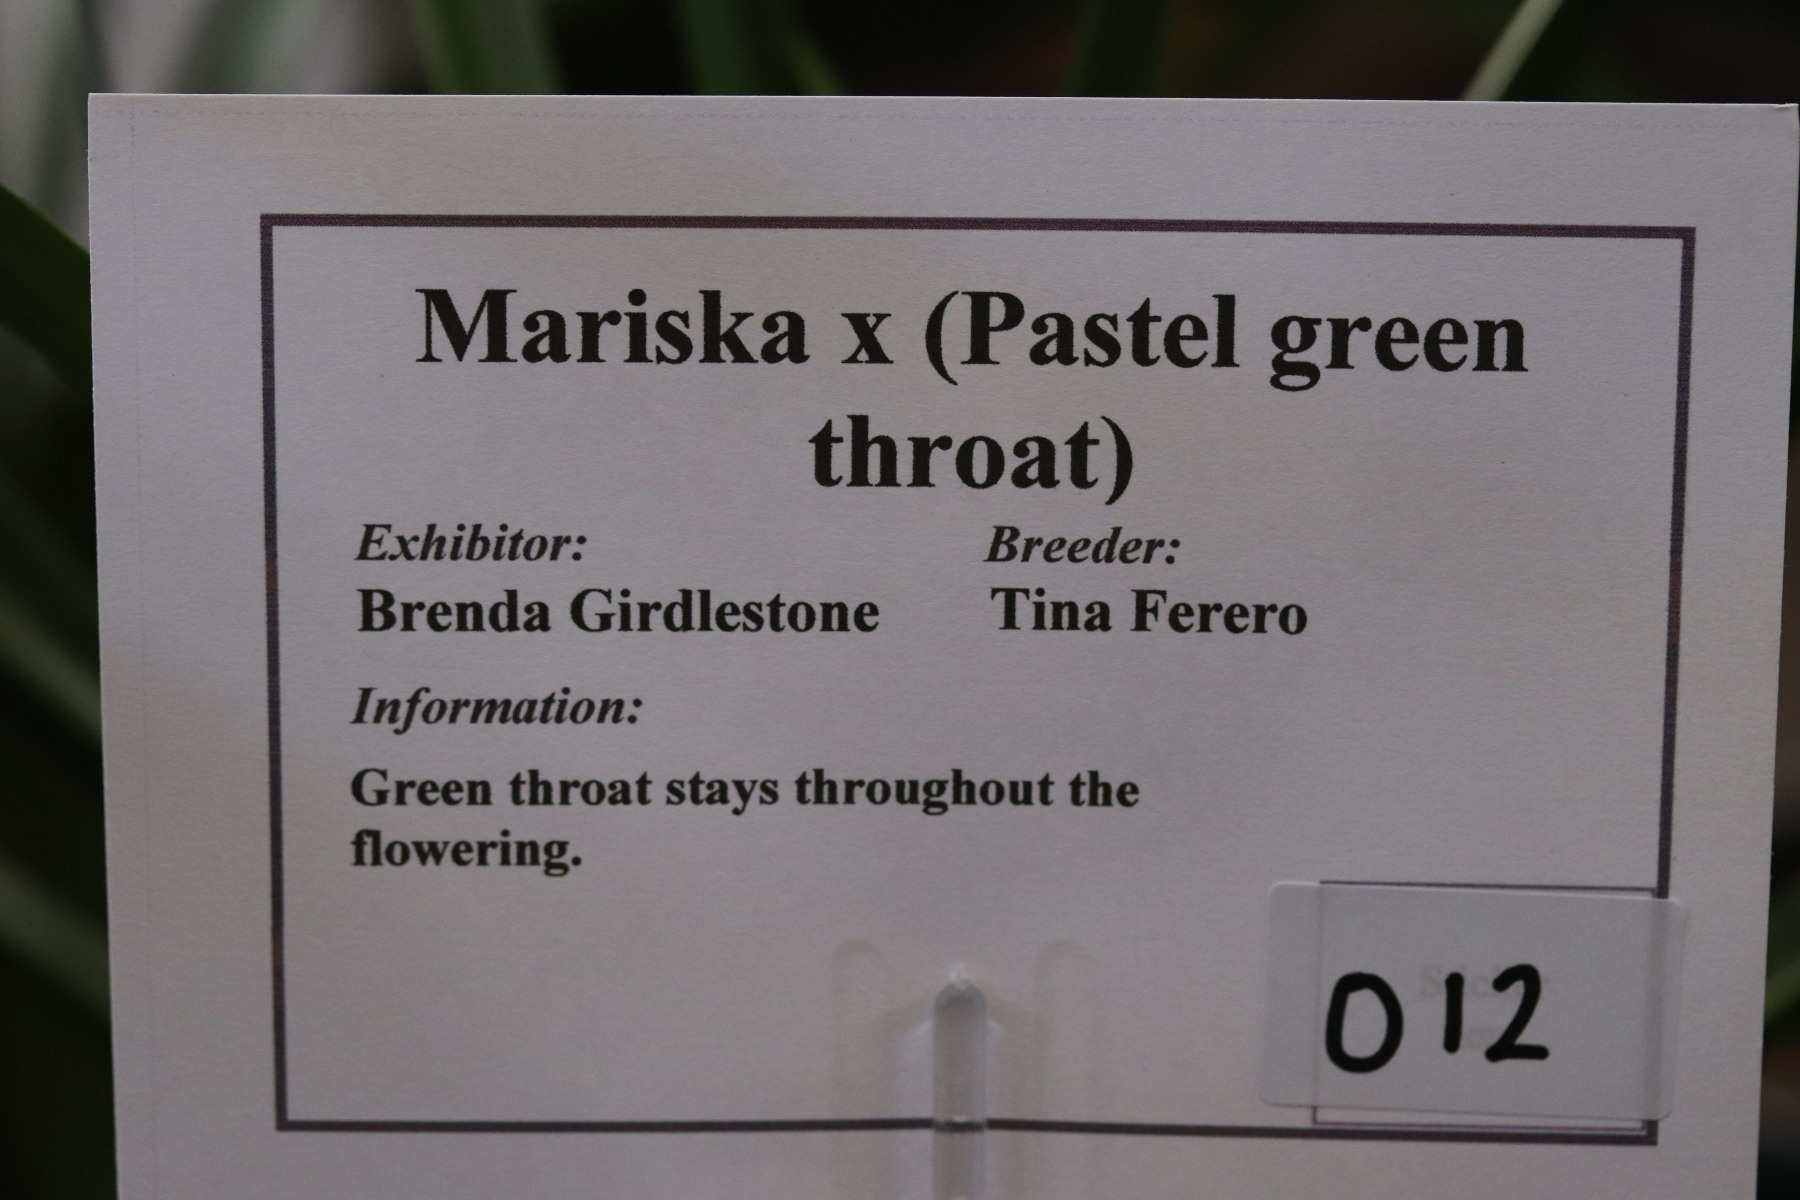 Mariska x (Pastel green
throat)
Exhibitor: Breeder:
Brenda Girdlestone Tina Ferero
Information:
Green throat stays throughout the
flowering.
012